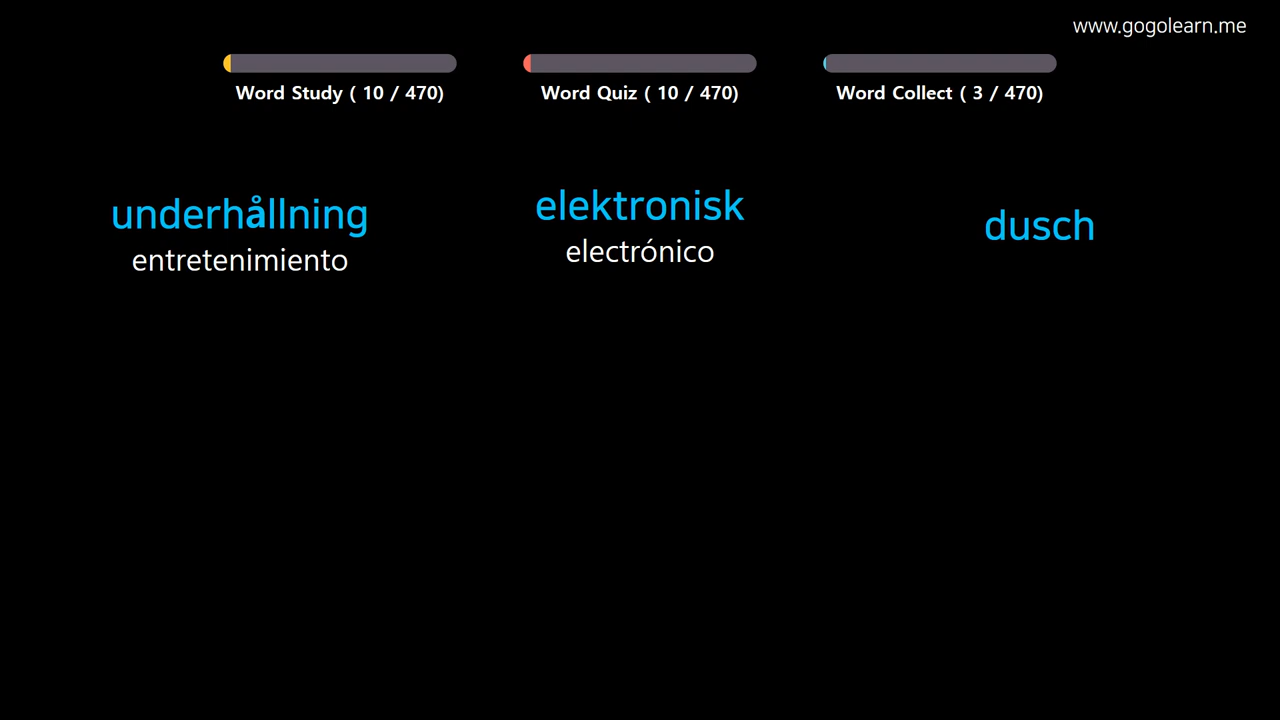 www.gogolearn.me
Word Study ( 10 / 470)
Word Quiz ( 10 / 470)
Word Collect ( 3 / 470)
underhållning
entretenimiento
elektronisk
electrónico
dusch